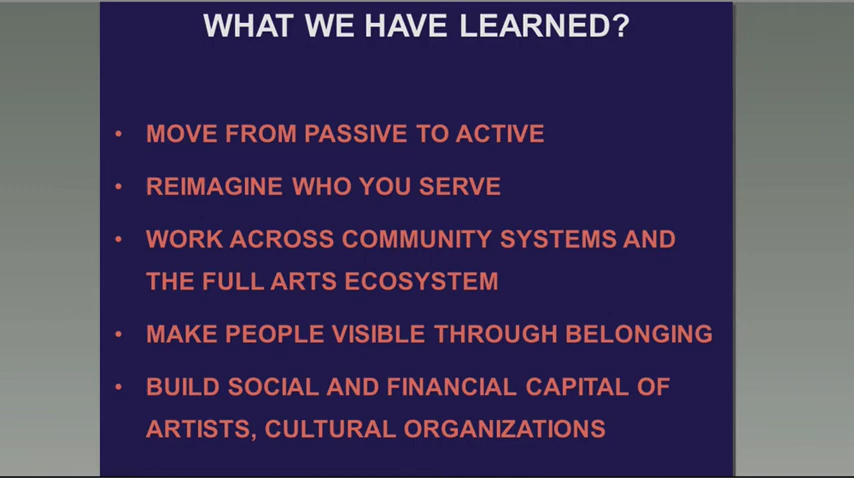 WHAT WE HAVE LEARNED?
• MOVE FROM PASSIVE TO ACTIVE
• REIMAGINE WHO YOU SERVE
• WORK ACROSS COMMUNITY SYSTEMS AND
THE FULL ARTS ECOSYSTEM
• MAKE PEOPLE VISIBLE THROUGH BELONGING
• BUILD SOCIAL AND FINANCIAL CAPITAL OF
ARTISTS, CULTURAL ORGANIZATIONS